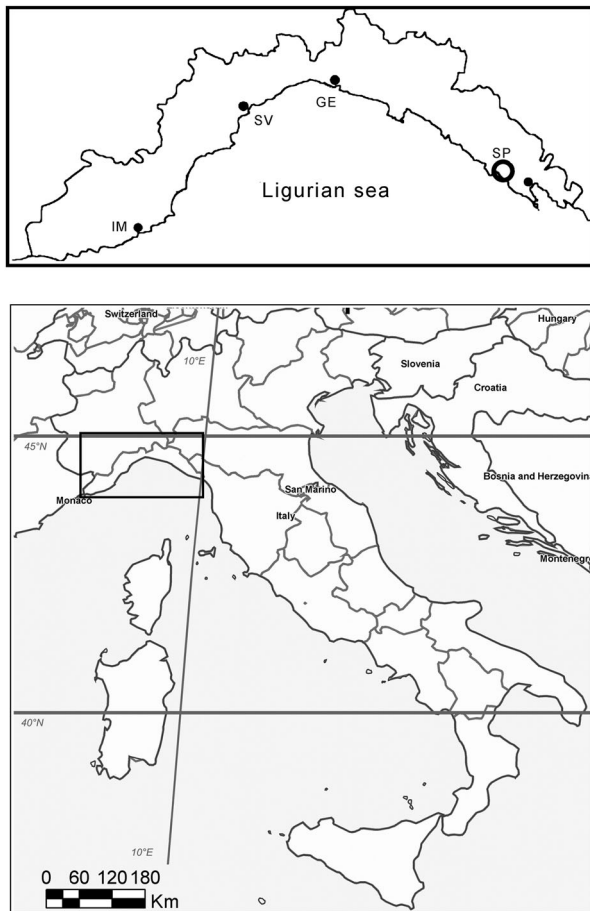 GE
SV
SP
Ligurian sea
IM
Switzerland
Hungary
10°E
Slovenia
Croatia
45°N
Bosnia and Herzegovina
San Marino
Monaco
Italy
Montenegro
40°N
10°E
0 60 120 180
Km